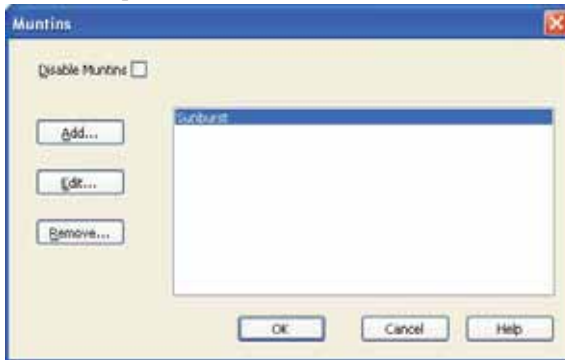 Muntins
Disable Muntins
Sunburst
Add...
Edit...
Remove...
OK
Cancel
Help